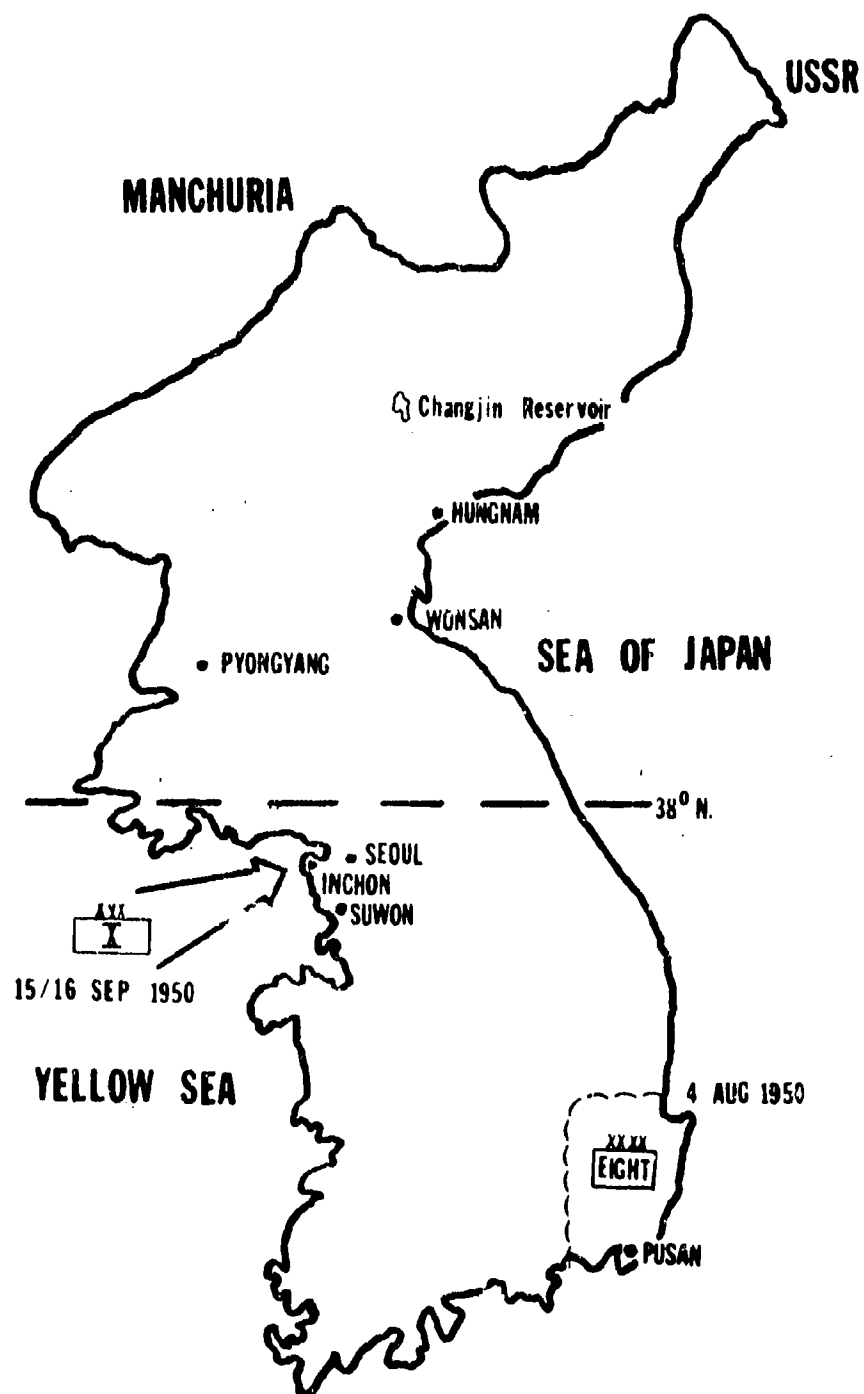 USSR
MANCHURIA
Changjin Reservoir
HUNGNAM
WONSAN
SEA OF JAPAN
PYONGYANG
38° N.
SEOUL
INCHON
SUWON
XXX
X
15/16 SEP 1950
YELLOW SEA
4 AUG 1950
XXXX
EIGHT
PUSAN